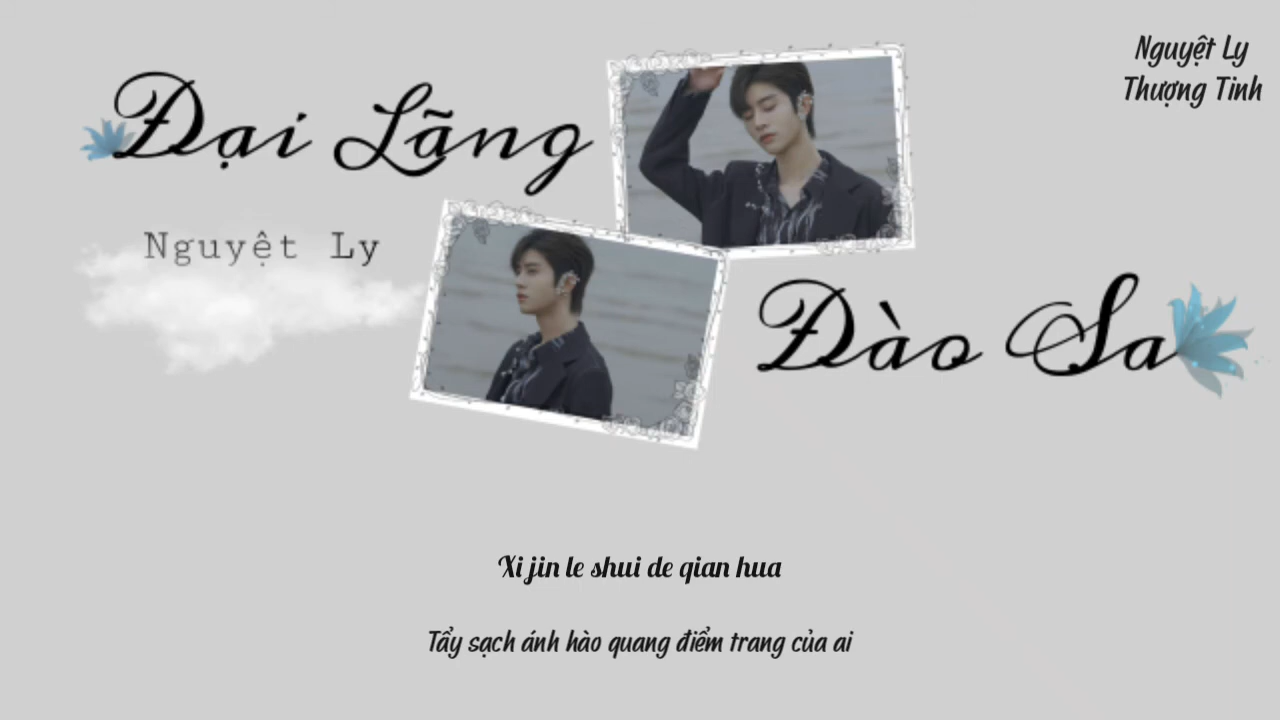 Nguyệt Ly
Thượng Tinh
Đại Lãng
Nguyệt Ly
Đào Sa
Xi jin le shui de qian hua
Tẩy sạch ánh hào quang điểm trang của ai